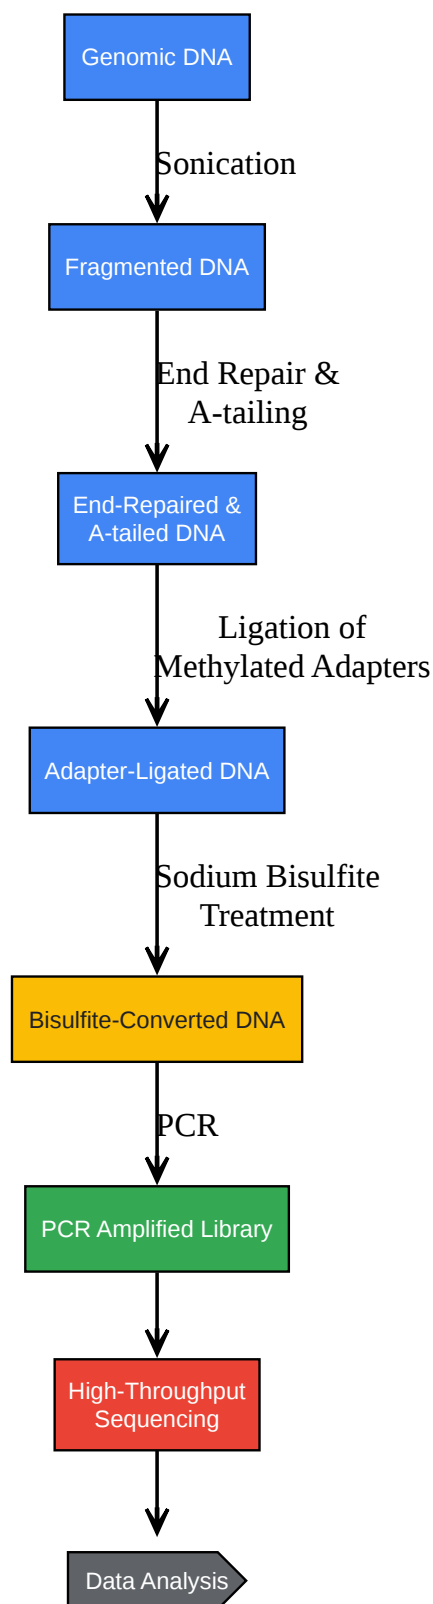 Genomic DNA
Sonication
Fragmented DNA
End Repair &
A-tailing
End-Repaired &
A-tailed DNA
Ligation of
Methylated Adapters
Adapter-Ligated DNA
Sodium Bisulfite
Treatment
Bisulfite-Converted DNA
PCR
PCR Amplified Library
High-Throughput
Sequencing
Data Analysis